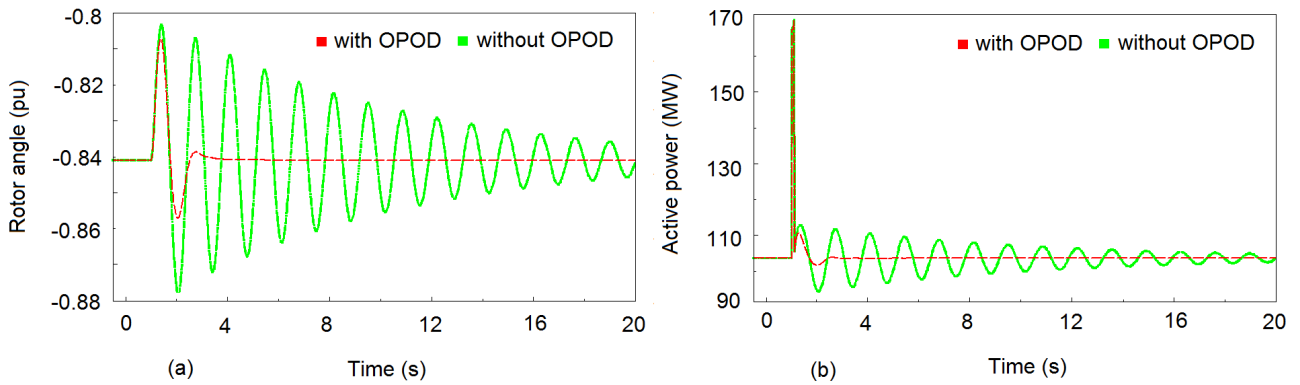 -0.8
with OPOD
without OPOD
-0.82
-0.84
-0.86
-0.88
Rotor angle (pu)
0
4
8
12
16
20
(a)
Time (s)
170
with OPOD
without OPOD
150
130
110
90
Active power (MW)
0
4
8
12
16
20
(b)
Time (s)